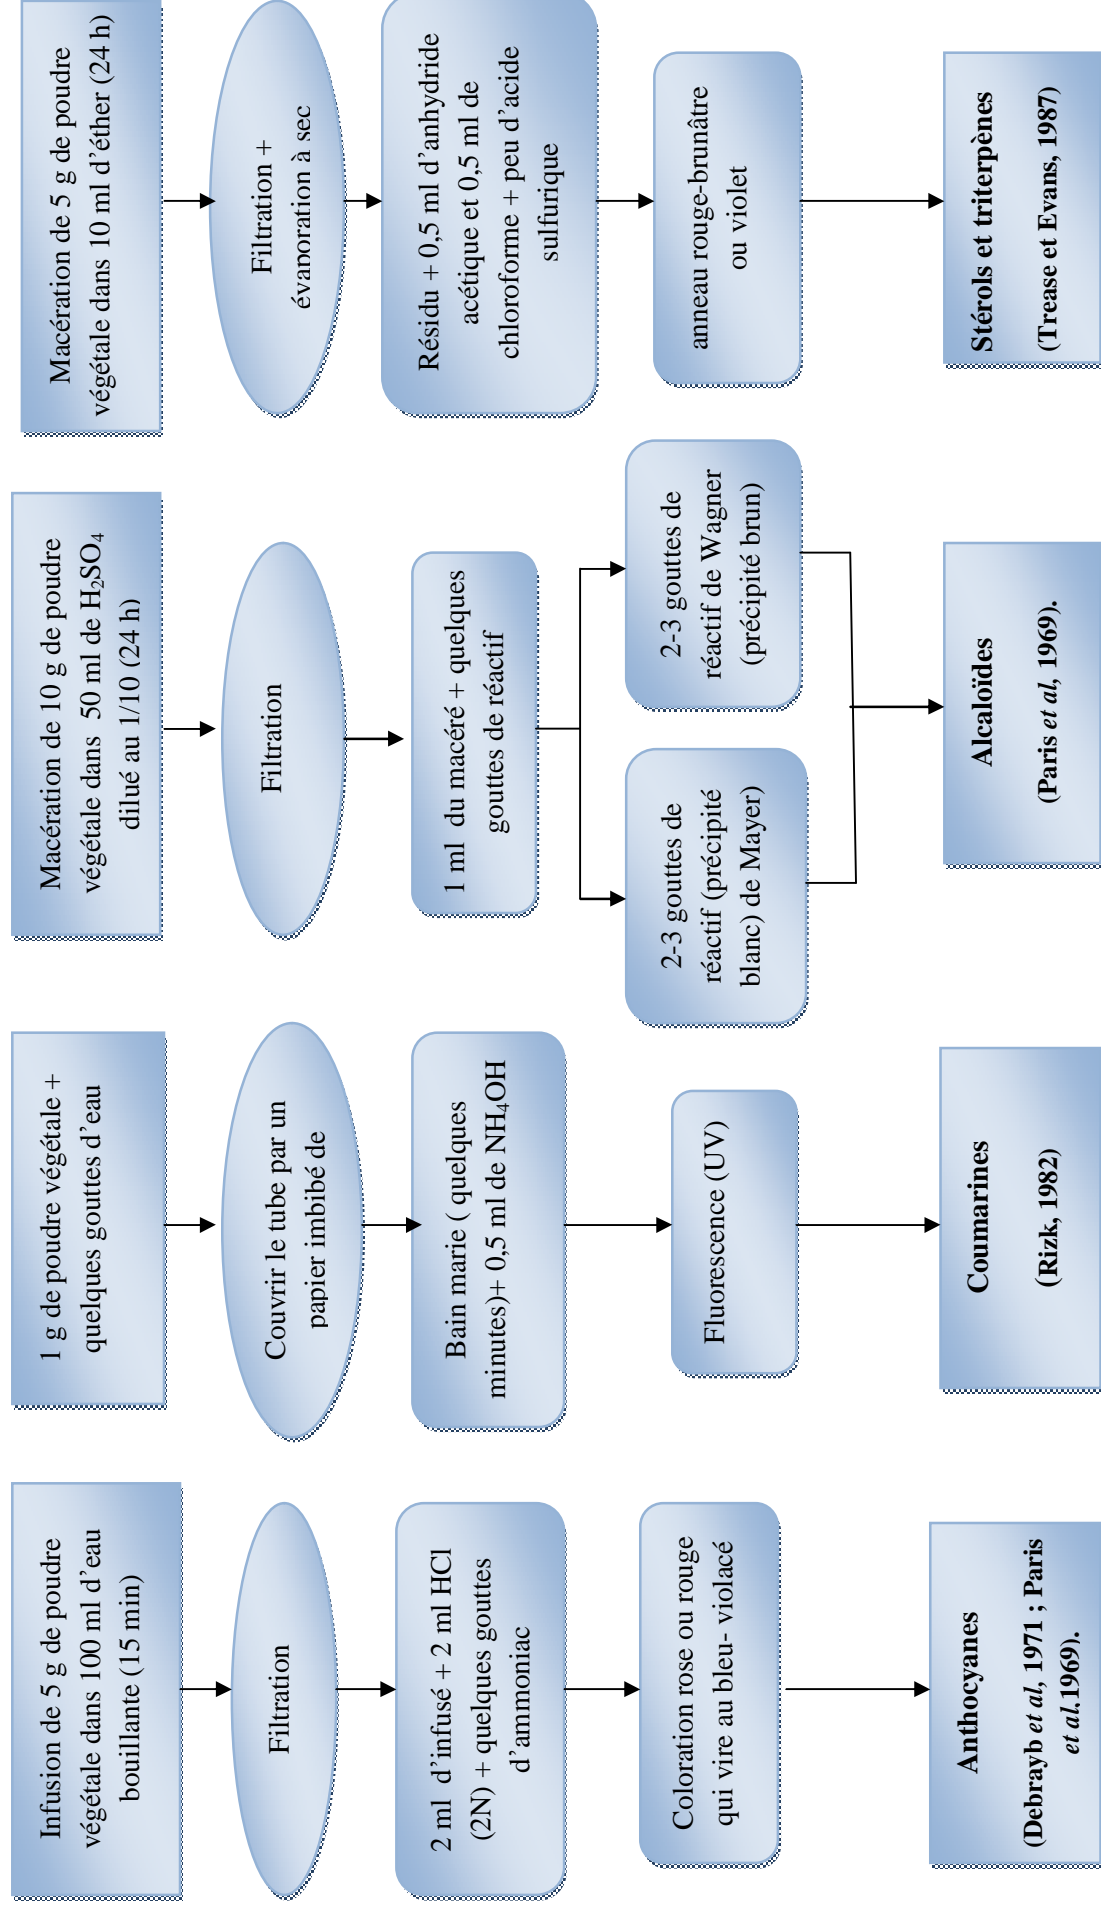 Infusion de 5 g de poudre
végétale dans 100 ml d'eau
bouillante (15 min)
Filtration
2 ml d'infusé + 2 ml HCl
(2N) + quelques gouttes
d'ammoniac
Coloration rose ou rouge
qui vire au bleu- violacé
Anthocyanes
(Debrayb et al, 1971 ; Paris
et al.1969).
1 g de poudre végétale +
quelques gouttes d'eau
Couvrir le tube par un
papier imbibé de
Bain marie ( quelques
minutes)+ 0,5 ml de NH₄OH
Fluorescence (UV)
Coumarines
(Rizk, 1982)
Macération de 10 g de poudre
végétale dans 50 ml de H₂SO₄
dilué au 1/10 (24 h)
Filtration
1 ml du macéré + quelques
gouttes de réactif
2-3 gouttes de
réactif (précipité
blanc) de Mayer)
2-3 gouttes de
réactif de Wagner
(précipité brun)
Alcaloïdes
(Paris et al, 1969).
Macération de 5 g de poudre
végétale dans 10 ml d'éther (24 h)
Filtration +
évaporation à sec
Résidu + 0,5 ml d'anhydride
acétique et 0,5 ml de
chloroforme + peu d'acide
sulfurique
anneau rouge-brunâtre
ou violet
Stérols et triterpènes
(Trease et Evans, 1987)